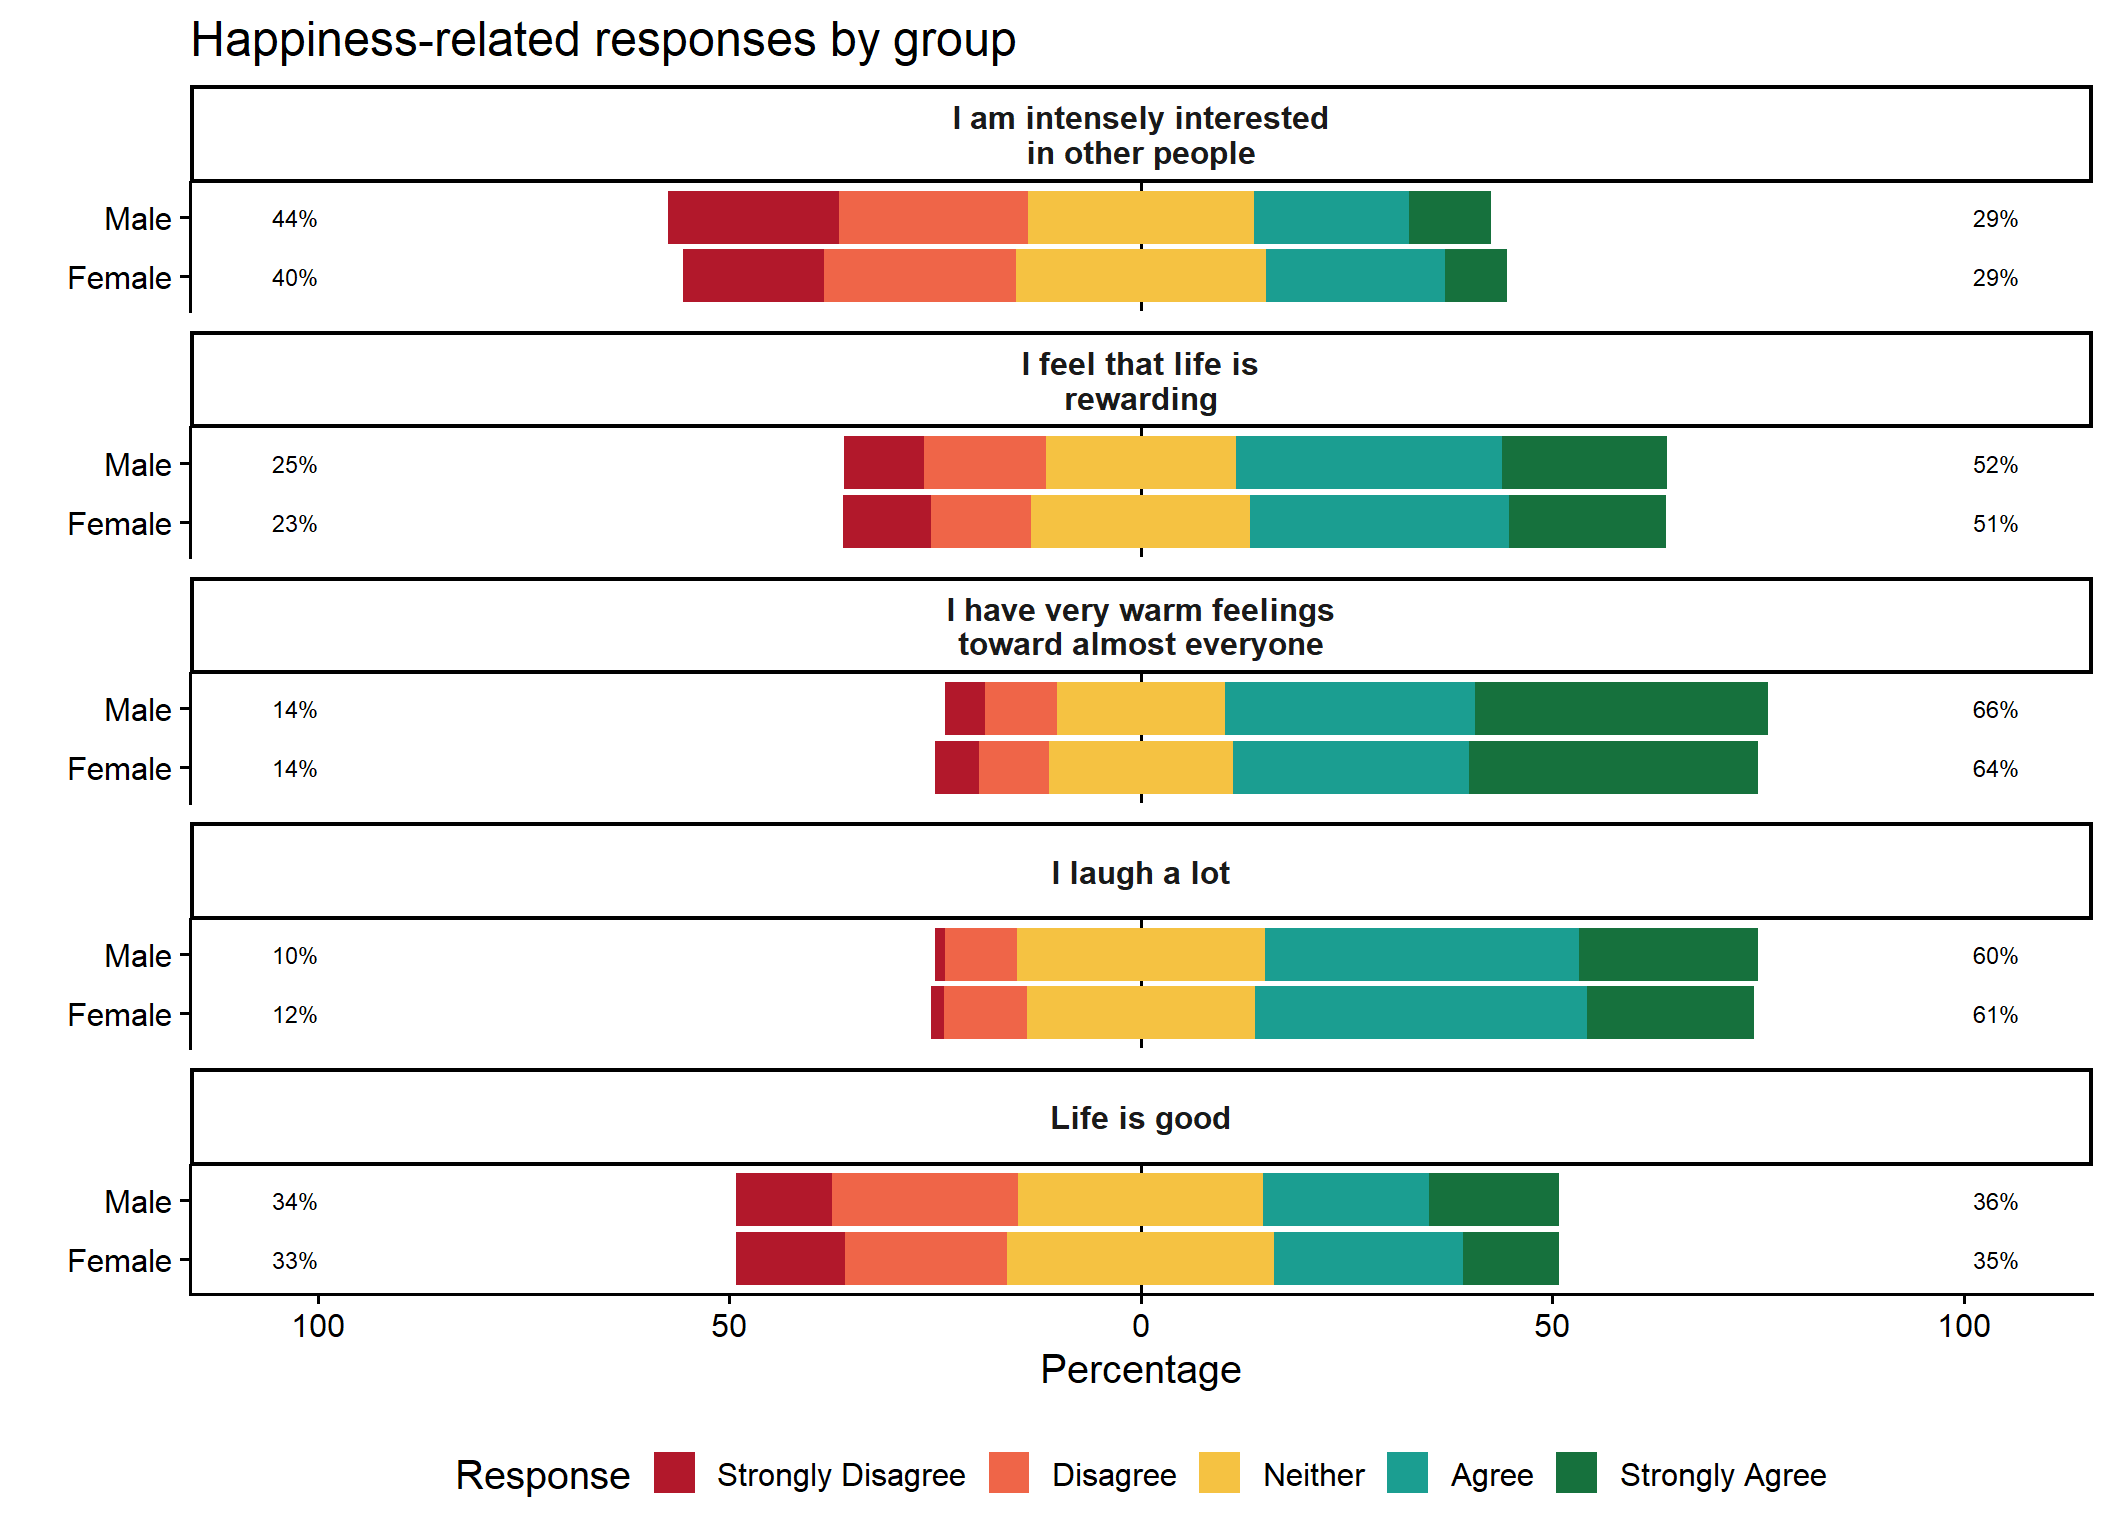 Happiness-related responses by group
I am intensely interested
in other people
Male 44% 29%
Female 40% 29%
I feel that life is
rewarding
Male 25% 52%
Female 23% 51%
I have very warm feelings
toward almost everyone
Male 14% 66%
Female 14% 64%
I laugh a lot
Male 10% 60%
Female 12% 61%
Life is good
Male 34% 36%
Female 33% 35%
100 50 0 50 100
Percentage
Response Strongly Disagree Disagree Neither Agree Strongly Agree